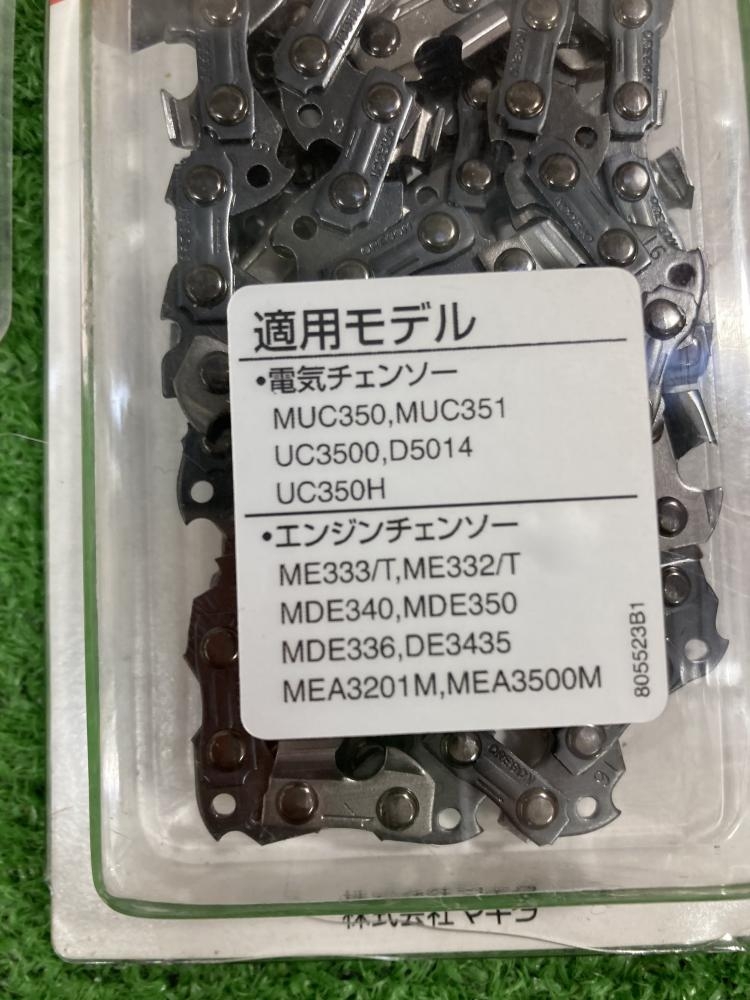 適用モデル
•電気チェンソー
MUC350,MUC351
UC3500,D5014
UC350H
•エンジンチェンソー
ME333/T,ME332/T
MDE340,MDE350
MDE336,DE3435
MEA3201M,MEA3500M
805523B1
株式会社マキタ